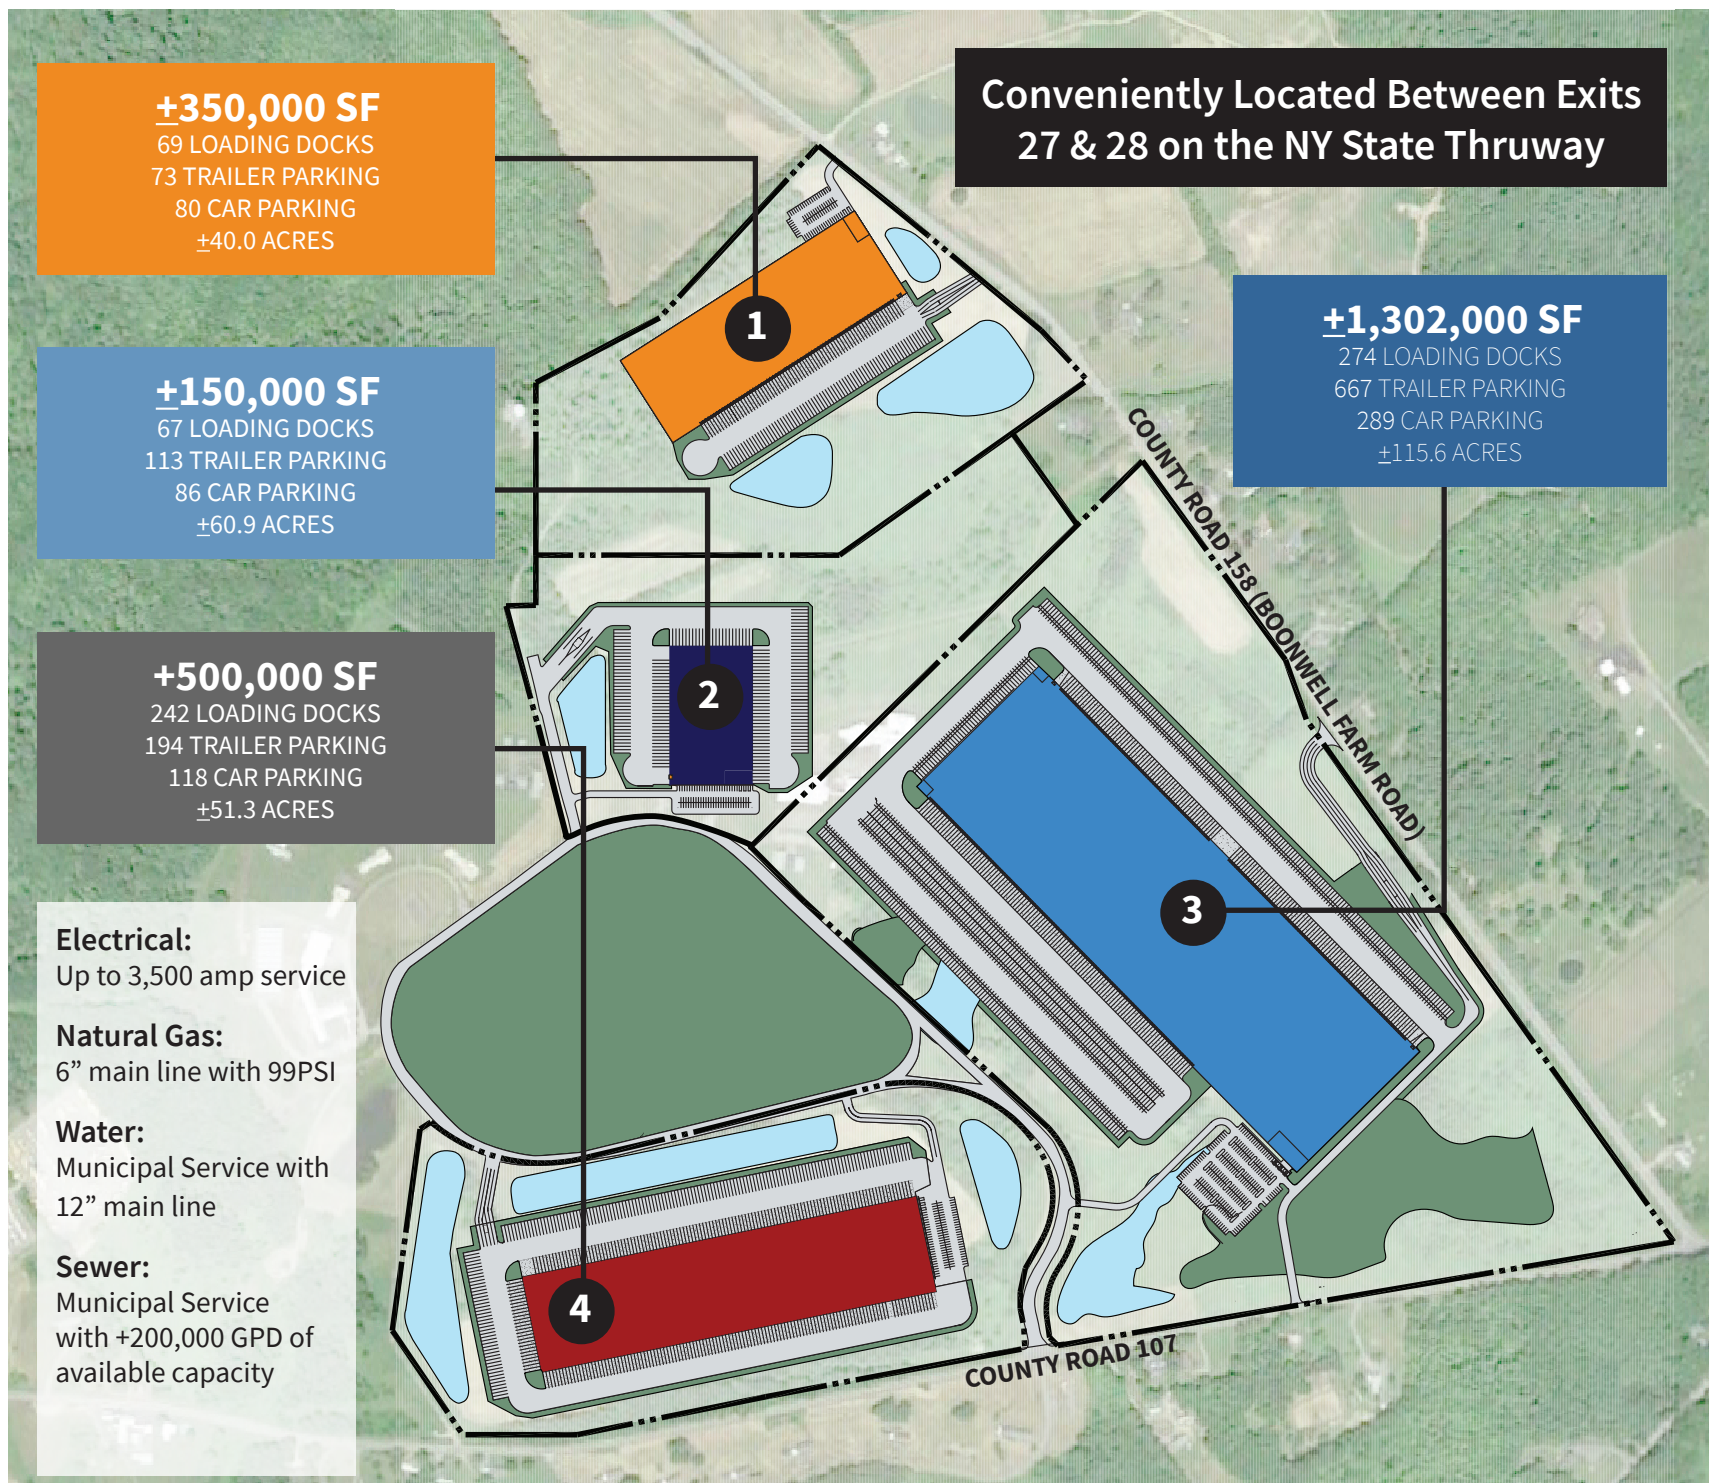 Conveniently Located Between Exits
27 & 28 on the NY State Thruway
±350,000 SF
69 LOADING DOCKS
73 TRAILER PARKING
80 CAR PARKING
±40.0 ACRES
±150,000 SF
67 LOADING DOCKS
113 TRAILER PARKING
86 CAR PARKING
±60.9 ACRES
+500,000 SF
242 LOADING DOCKS
194 TRAILER PARKING
118 CAR PARKING
±51.3 ACRES
±1,302,000 SF
274 LOADING DOCKS
667 TRAILER PARKING
289 CAR PARKING
±115.6 ACRES
1
2
3
4
COUNTY ROAD 158 (BOONWELL FARM ROAD)
COUNTY ROAD 107
Electrical:
Up to 3,500 amp service
Natural Gas:
6” main line with 99PSI
Water:
Municipal Service with
12” main line
Sewer:
Municipal Service
with +200,000 GPD of
available capacity